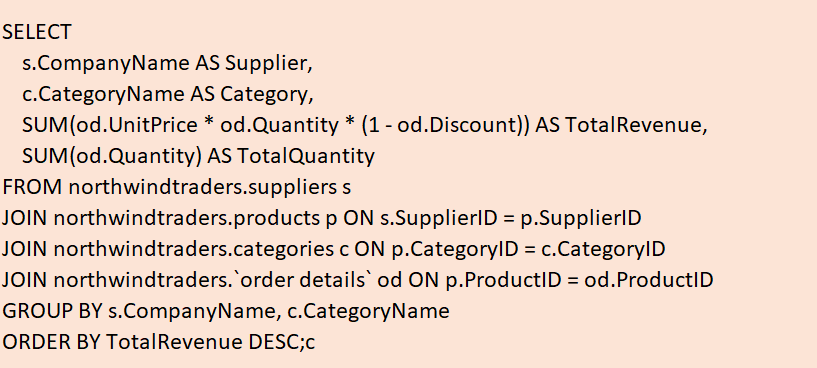 SELECT
    s.CompanyName AS Supplier,
    c.CategoryName AS Category,
    SUM(od.UnitPrice * od.Quantity * (1 - od.Discount)) AS TotalRevenue,
    SUM(od.Quantity) AS TotalQuantity
FROM northwindtraders.suppliers s
JOIN northwindtraders.products p ON s.SupplierID = p.SupplierID
JOIN northwindtraders.categories c ON p.CategoryID = c.CategoryID
JOIN northwindtraders.`order details` od ON p.ProductID = od.ProductID
GROUP BY s.CompanyName, c.CategoryName
ORDER BY TotalRevenue DESC;c